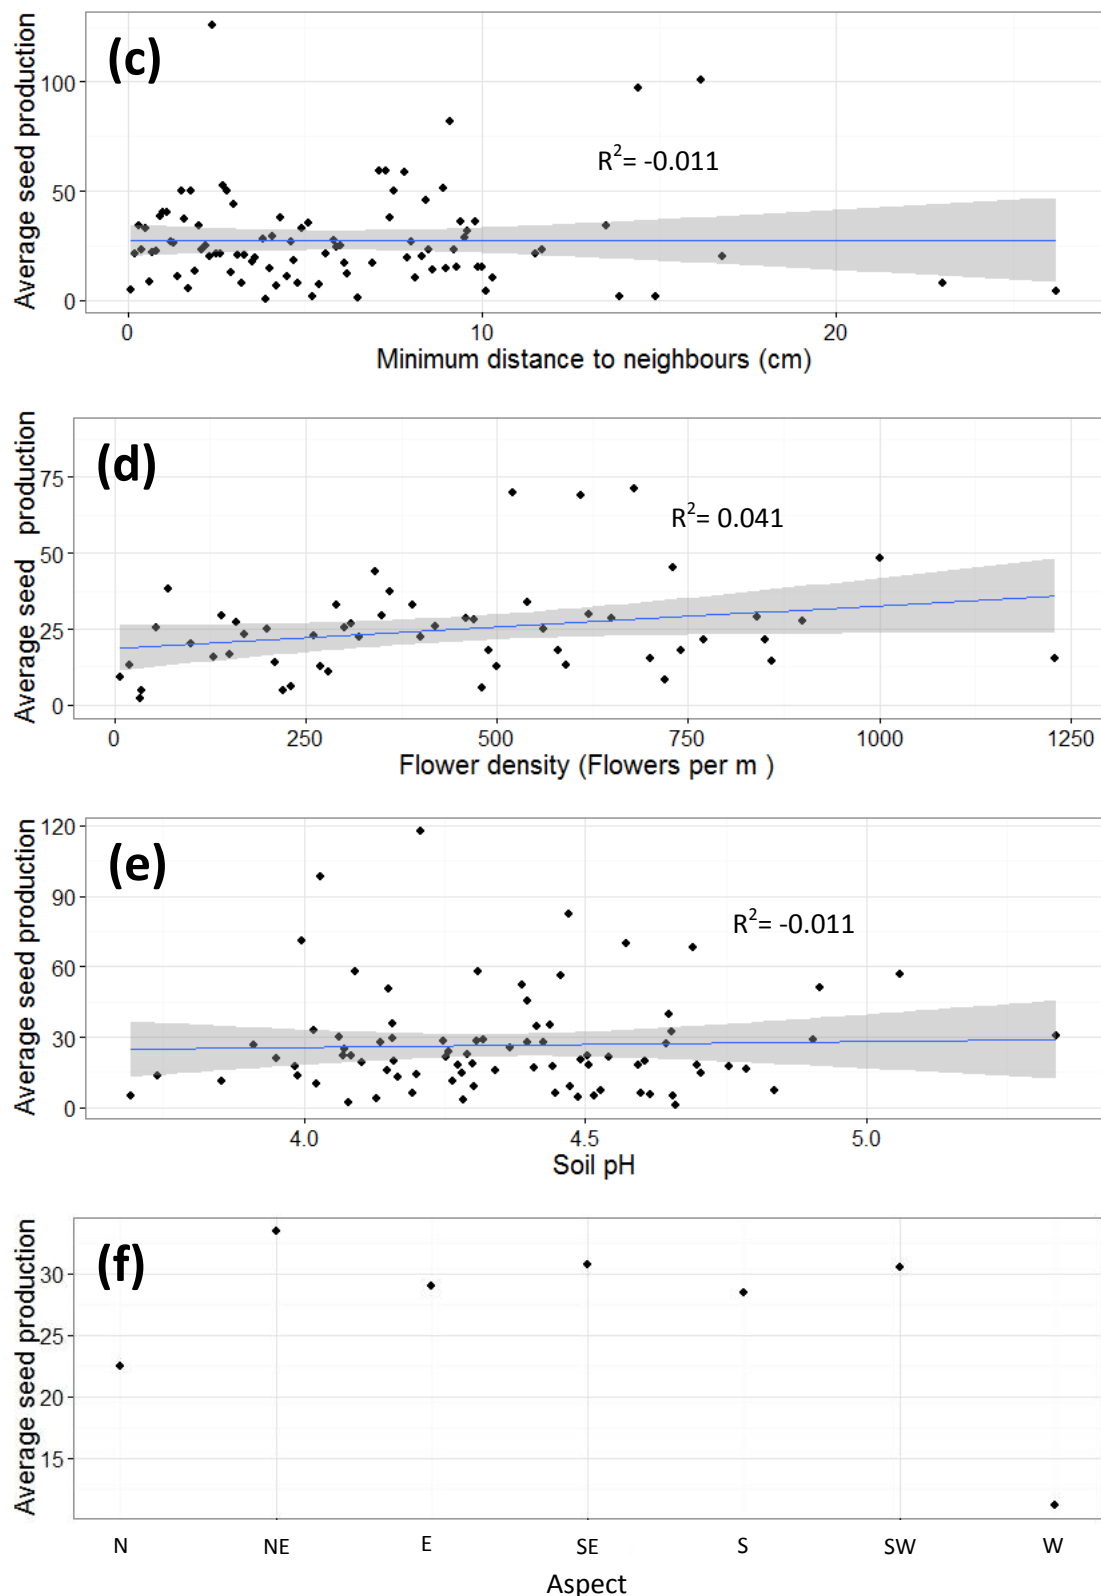 (c)
Average seed production
100
50
0
R²= -0.011
0 10 20
Minimum distance to neighbours (cm)
(d)
Average seed production
75
50
25
0
R²= 0.041
0 250 500 750 1000 1250
Flower density (Flowers per m )
(e)
Average seed production
120
90
60
30
0
R²= -0.011
4.0 4.5 5.0
Soil pH
(f)
Average seed production
30
25
20
15
N NE E SE S SW W
Aspect